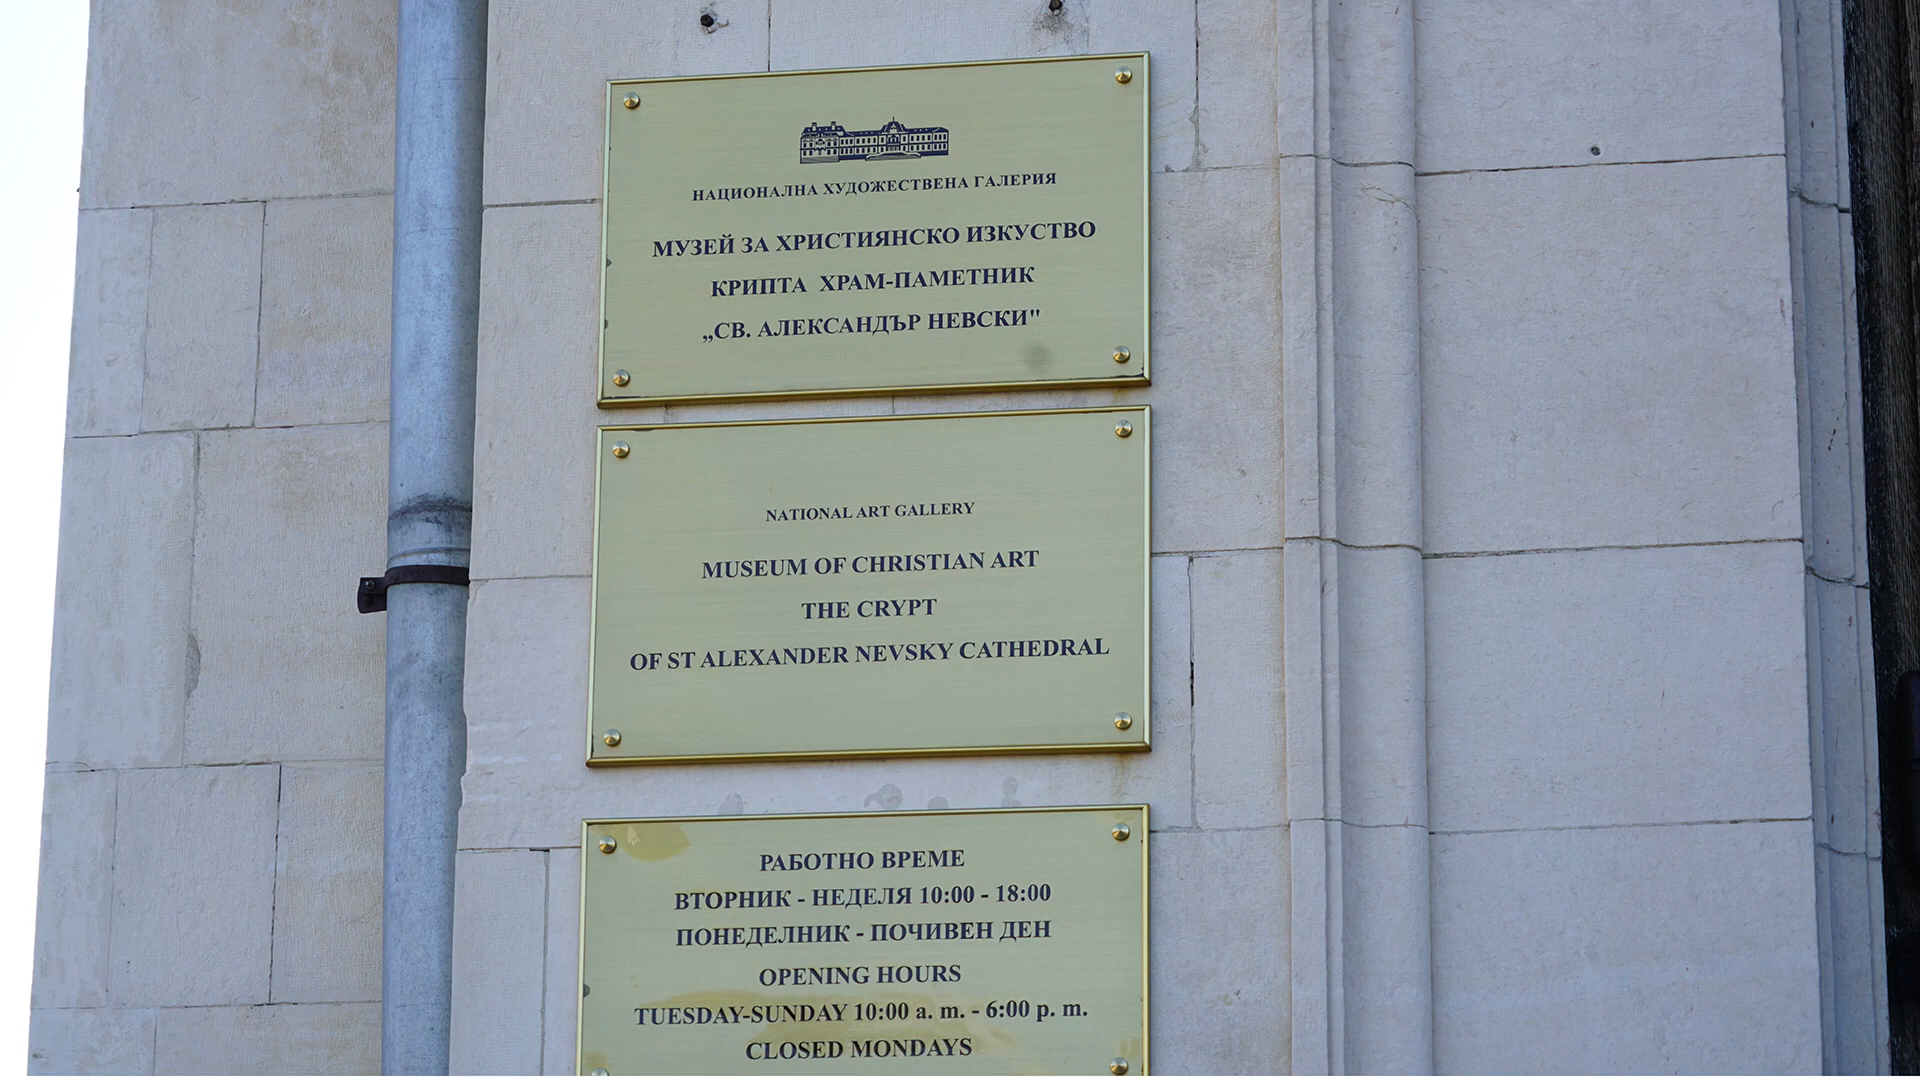 НАЦИОНАЛНА ХУДОЖЕСТВЕНА ГАЛЕРИЯ
МУЗЕЙ ЗА ХРИСТИЯНСКО ИЗКУСТВО
КРИПТА ХРАМ-ПАМЕТНИК
„СВ. АЛЕКСАНДЪР НЕВСКИ"
NATIONAL ART GALLERY
MUSEUM OF CHRISTIAN ART
THE CRYPT
OF ST ALEXANDER NEVSKY CATHEDRAL
РАБОТНО ВРЕМЕ
ВТОРНИК - НЕДЕЛЯ 10:00 - 18:00
ПОНЕДЕЛНИК - ПОЧИВЕН ДЕН
OPENING HOURS
TUESDAY-SUNDAY 10:00 a. m. - 6:00 p. m.
CLOSED MONDAYS